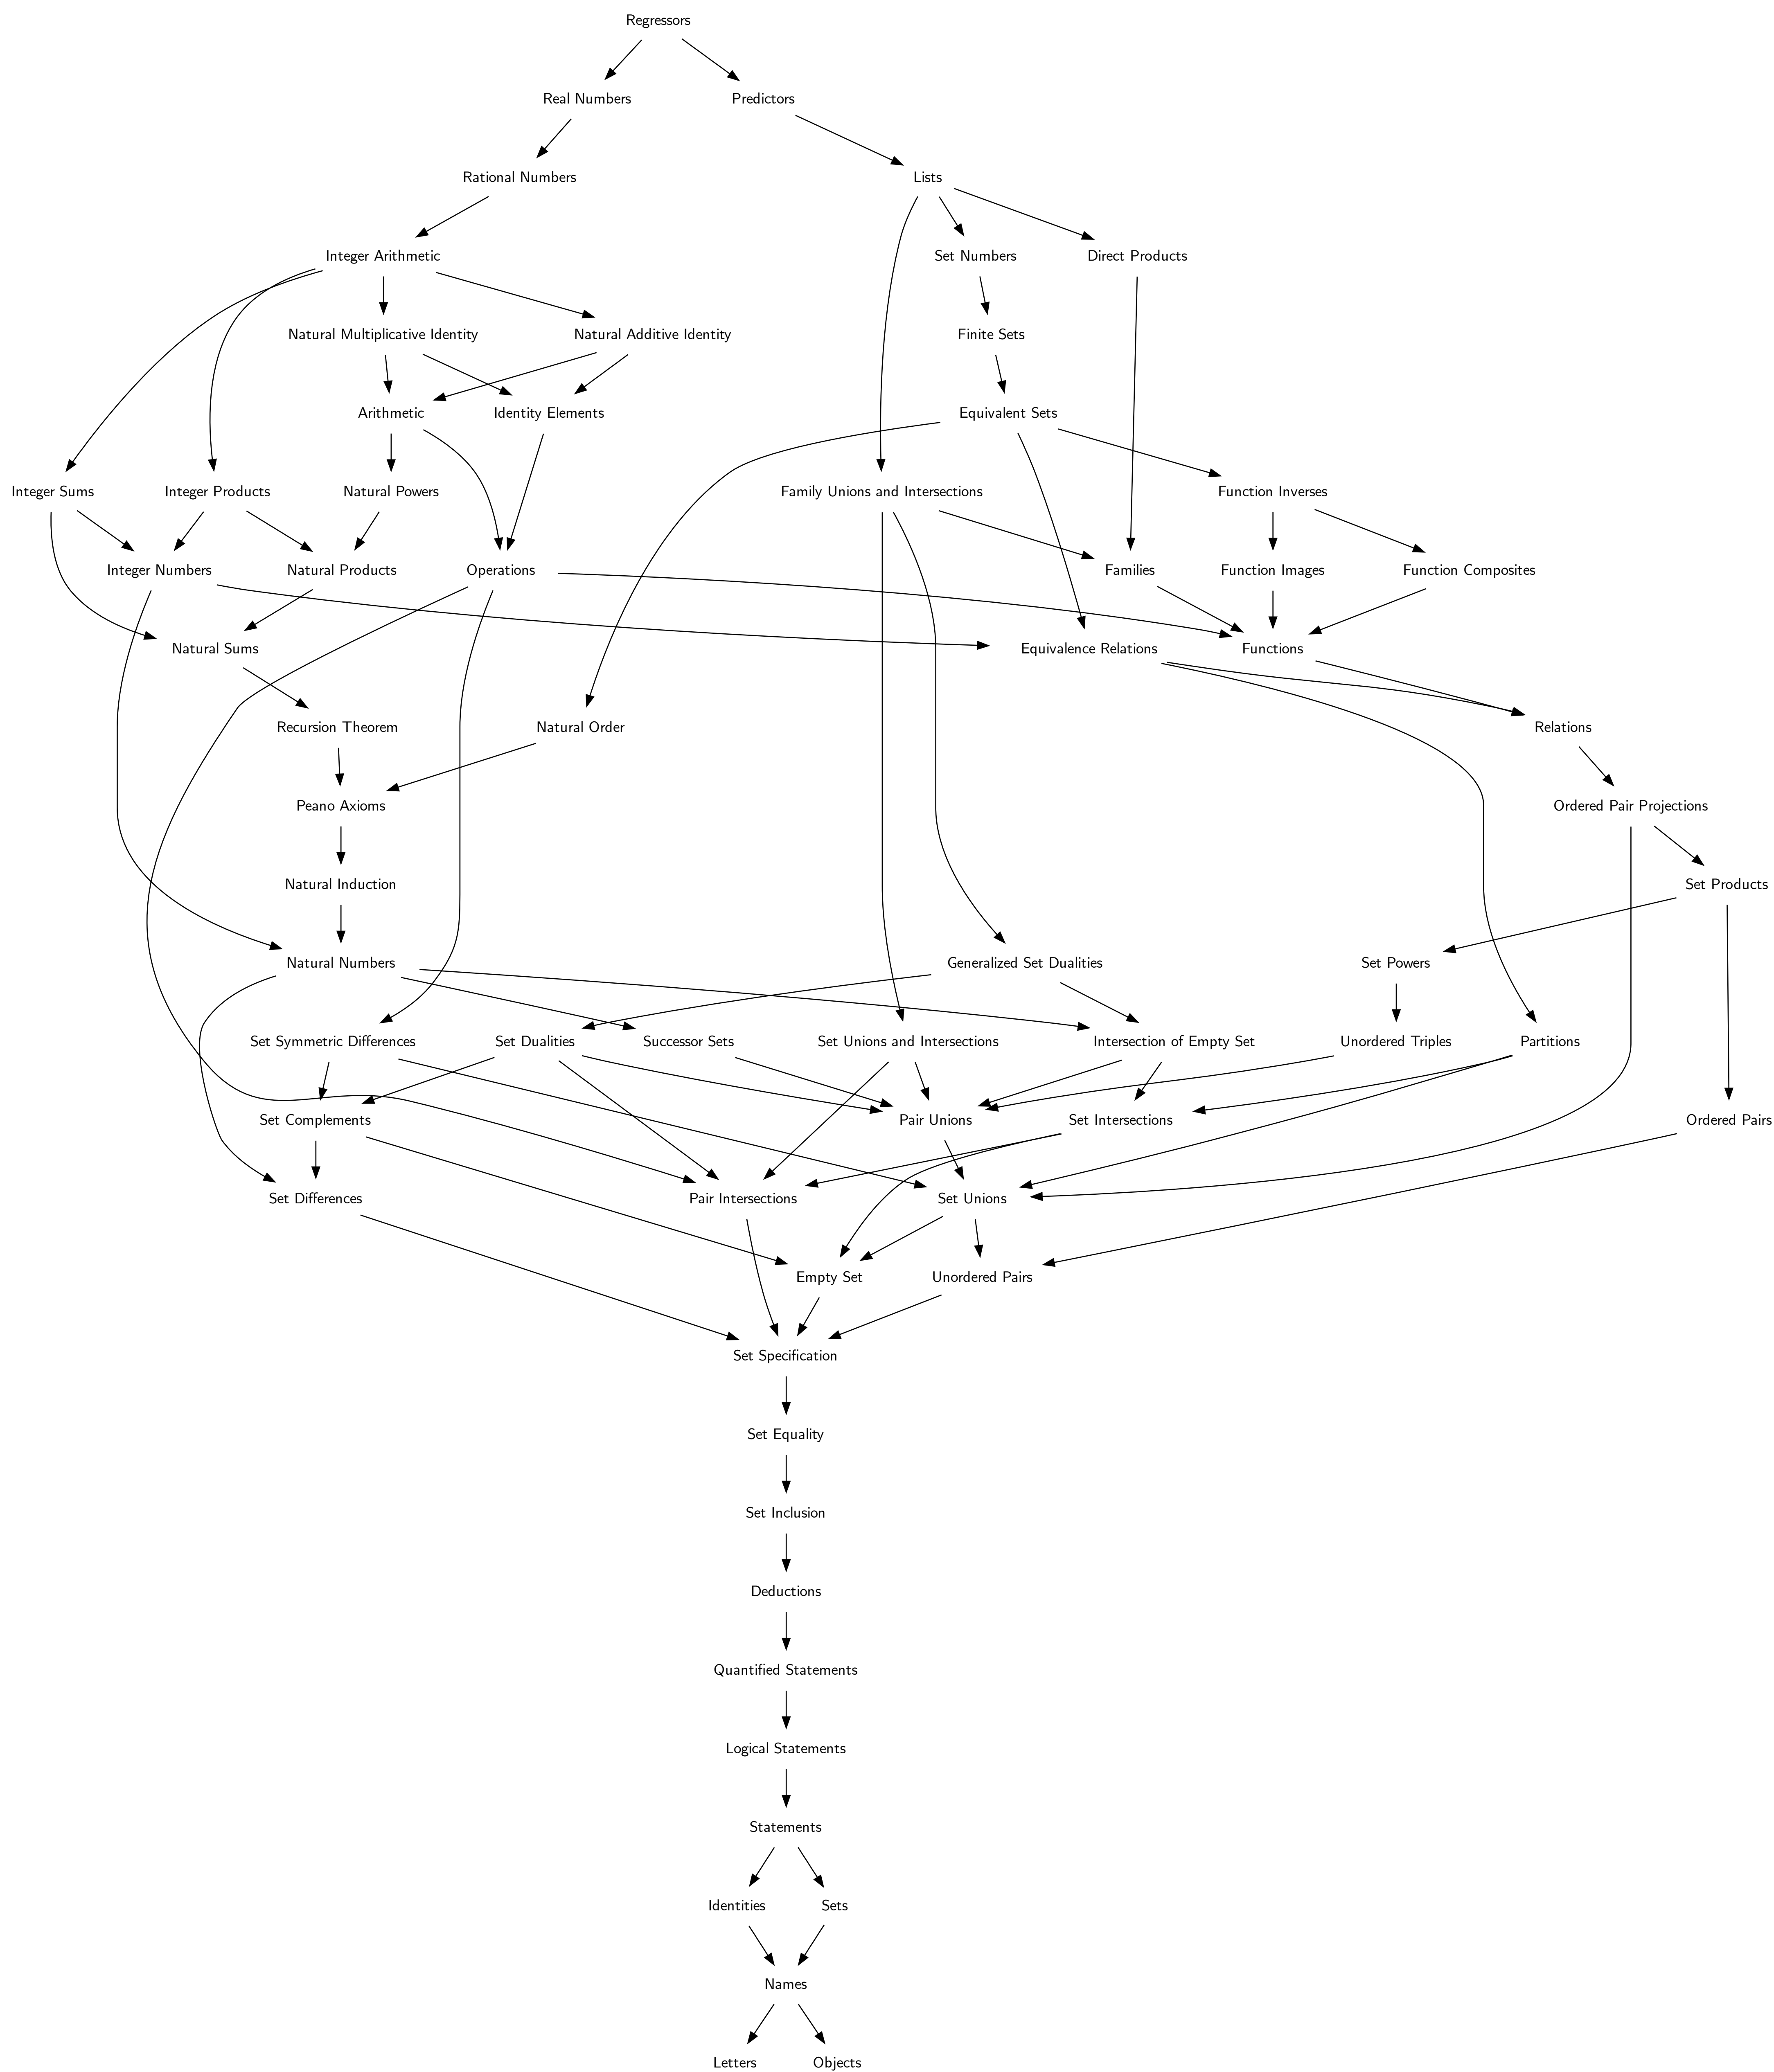 Regressors
Real Numbers
Predictors
Rational Numbers
Lists
Integer Arithmetic
Set Numbers
Direct Products
Natural Multiplicative Identity
Natural Additive Identity
Finite Sets
Arithmetic
Identity Elements
Equivalent Sets
Integer Sums
Integer Products
Natural Powers
Family Unions and Intersections
Function Inverses
Integer Numbers
Natural Products
Operations
Families
Function Images
Function Composites
Natural Sums
Equivalence Relations
Functions
Recursion Theorem
Natural Order
Relations
Peano Axioms
Ordered Pair Projections
Natural Induction
Set Products
Natural Numbers
Generalized Set Dualities
Set Powers
Set Symmetric Differences
Set Dualities
Successor Sets
Set Unions and Intersections
Intersection of Empty Set
Unordered Triples
Partitions
Set Complements
Pair Unions
Set Intersections
Ordered Pairs
Set Differences
Pair Intersections
Set Unions
Empty Set
Unordered Pairs
Set Specification
Set Equality
Set Inclusion
Deductions
Quantified Statements
Logical Statements
Statements
Identities
Sets
Names
Letters
Objects